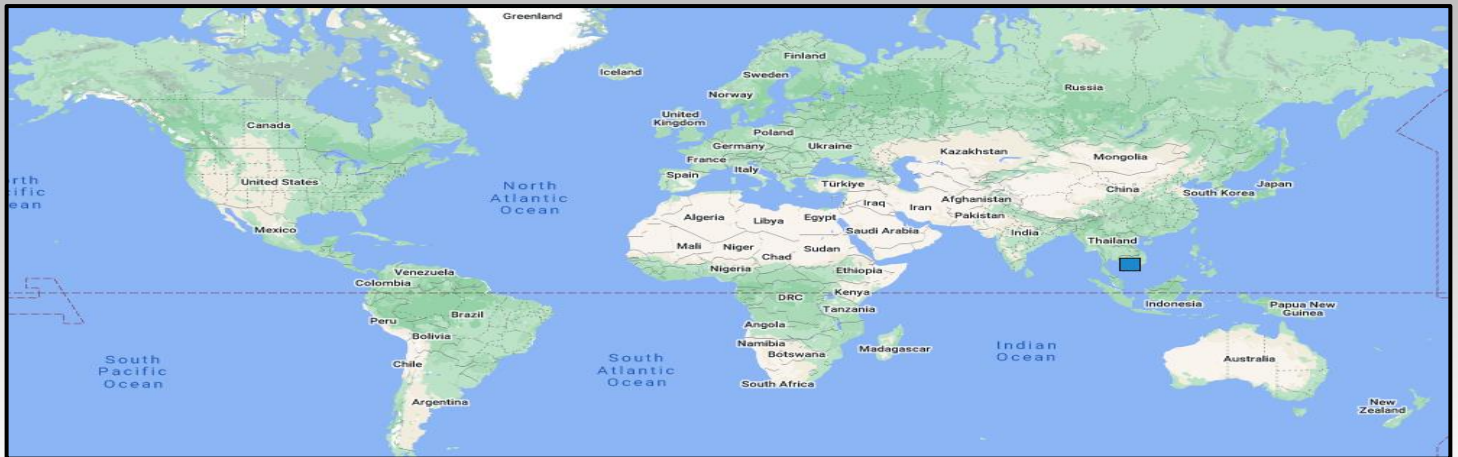 Greenland
Iceland
Finland
Sweden
Norway
Russia
United
Kingdom
Canada
Poland
Germany
Ukraine
France
Kazakhstan
Mongolia
Italy
Spain
United States
Türkiye
China
South Korea
Japan
North
Atlantic
Ocean
Iraq
Iran
Afghanistan
Pakistan
Algeria
Libya
Egypt
Saudi Arabia
India
Mexico
Mali
Niger
Chad
Sudan
Thailand
Venezuela
Colombia
Nigeria
Ethiopia
Kenya
DRC
Tanzania
Indonesia
Papua New
Guinea
Peru
Brazil
Bolivia
Angola
Namibia
Botswana
Madagascar
Indian
Ocean
South
Pacific
Ocean
Chile
South
Atlantic
Ocean
Australia
South Africa
Argentina
New
Zealand